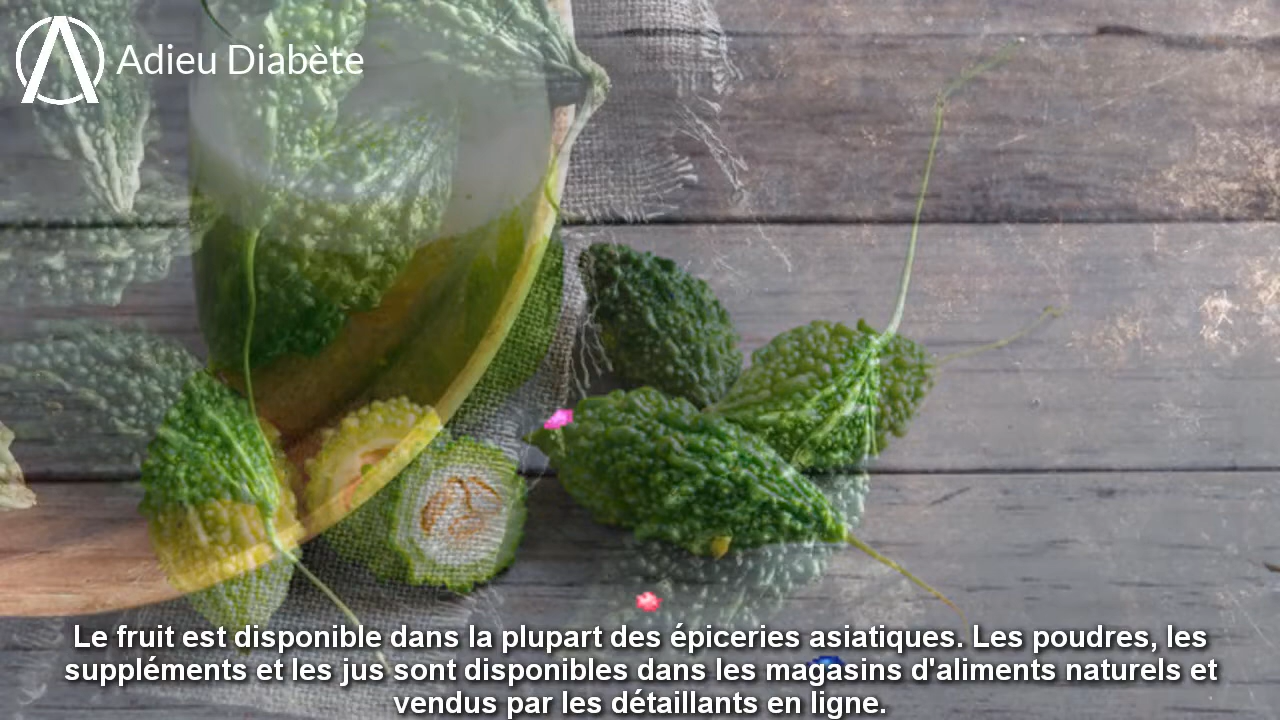 Adieu Diabète
Le fruit est disponible dans la plupart des épiceries asiatiques. Les poudres, les
suppléments et les jus sont disponibles dans les magasins d'aliments naturels et
vendus par les détaillants en ligne.